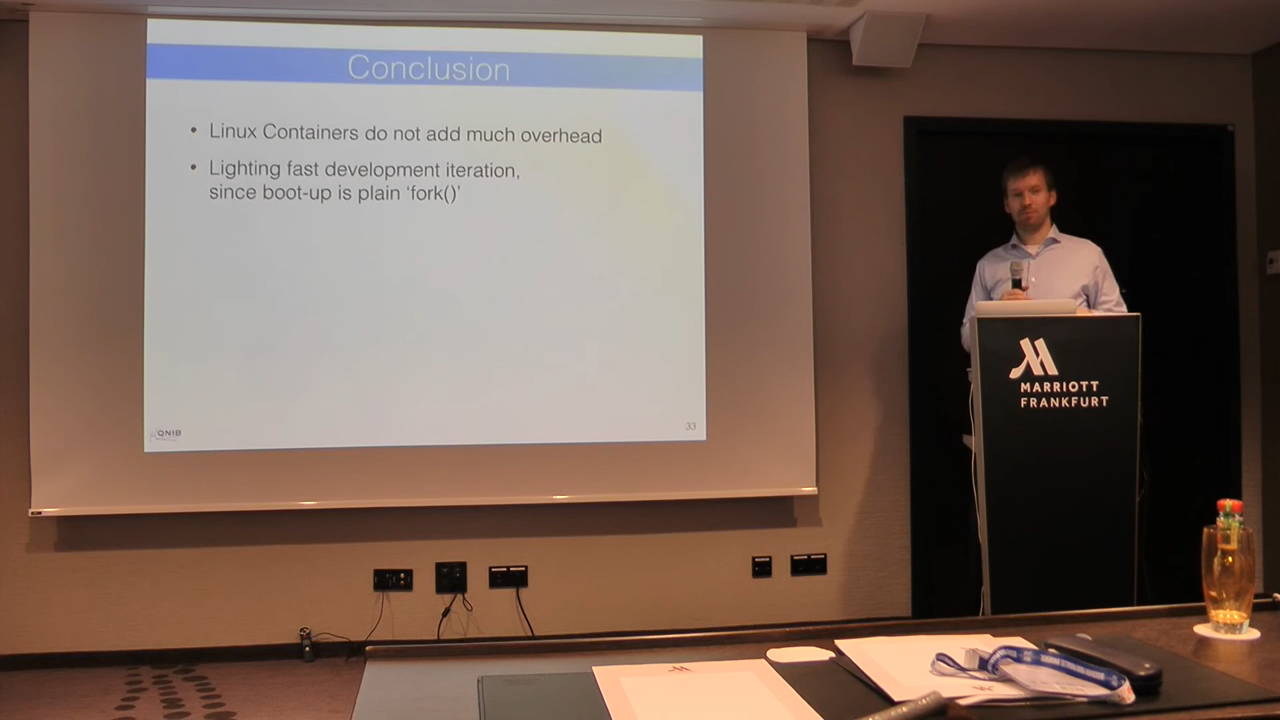 Conclusion
• Linux Containers do not add much overhead
• Lighting fast development iteration,
since boot-up is plain ‘fork()’
QNIB
33
MARRIOTT
FRANKFURT